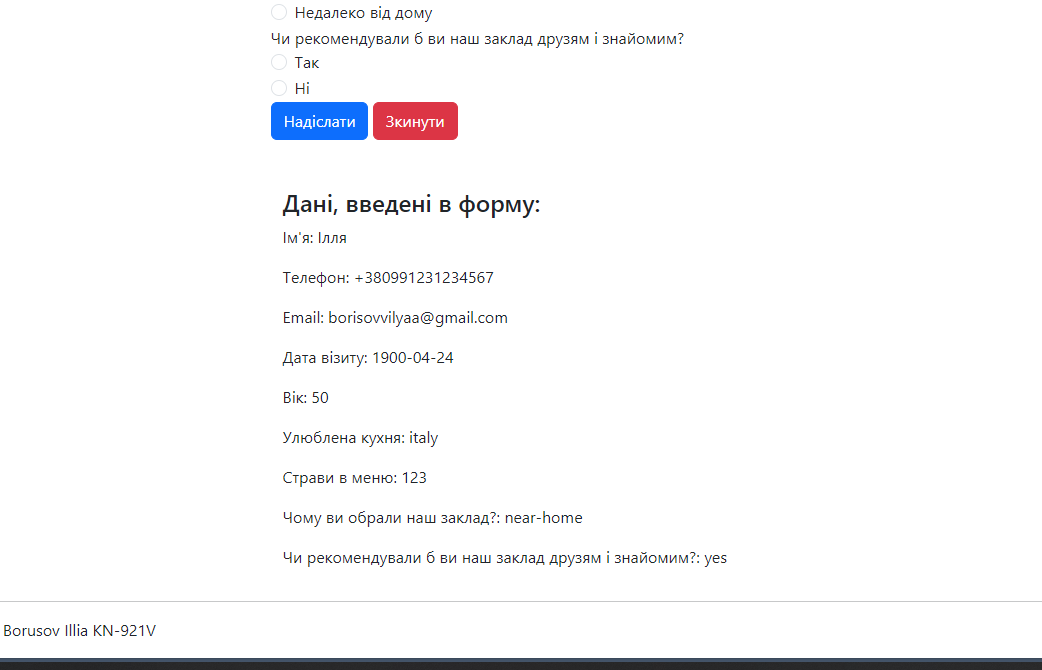 Недалеко від дому
Чи рекомендували б ви наш заклад друзям і знайомим?
Так
Ні
Надіслати Зкинути
Дані, введені в форму:
Ім'я: Ілля
Телефон: +380991231234567
Email: borisovvilyaa@gmail.com
Дата візиту: 1900-04-24
Вік: 50
Улюблена кухня: italy
Страви в меню: 123
Чому ви обрали наш заклад?: near-home
Чи рекомендували б ви наш заклад друзям і знайомим?: yes
Borusov Illia KN-921V